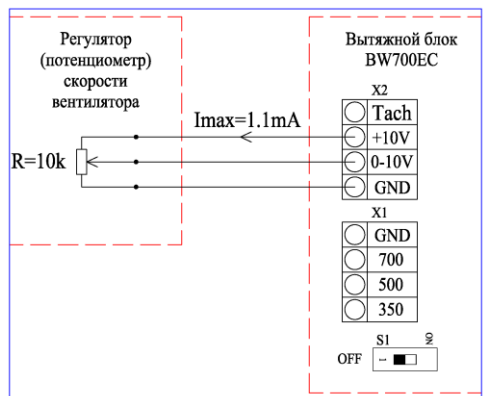 Регулятор
(потенциометр)
скорости
вентилятора
Вытяжной блок
BW700EC
R=10k
Imax=1.1mA
X2
Tach
+10V
0-10V
GND
X1
GND
700
500
350
S1
ON
OFF
1